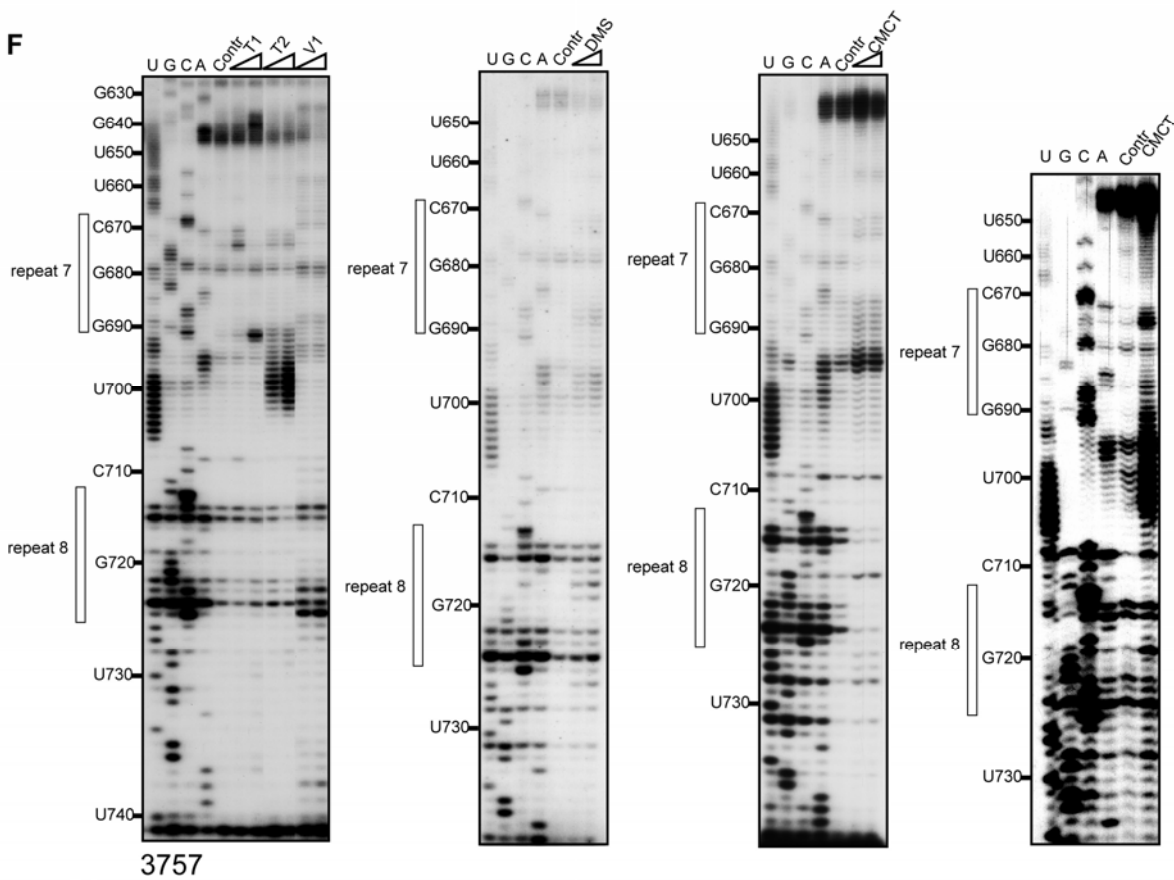 F
U G C A Contr T1 T2 V1
G630
G640
U650
U660
C670
repeat 7
G680
G690
U700
C710
repeat 8
G720
U730
U740
3757
U G C A Contr DMS
U650
U660
C670
repeat 7
G680
G690
U700
C710
repeat 8
G720
U730
U G C A Contr CMCT
U650
U660
C670
repeat 7
G680
G690
U700
C710
repeat 8
G720
U730
U G C A Contr CMCT
U650
U660
C670
G680
repeat 7
G690
U700
C710
repeat 8
G720
U730